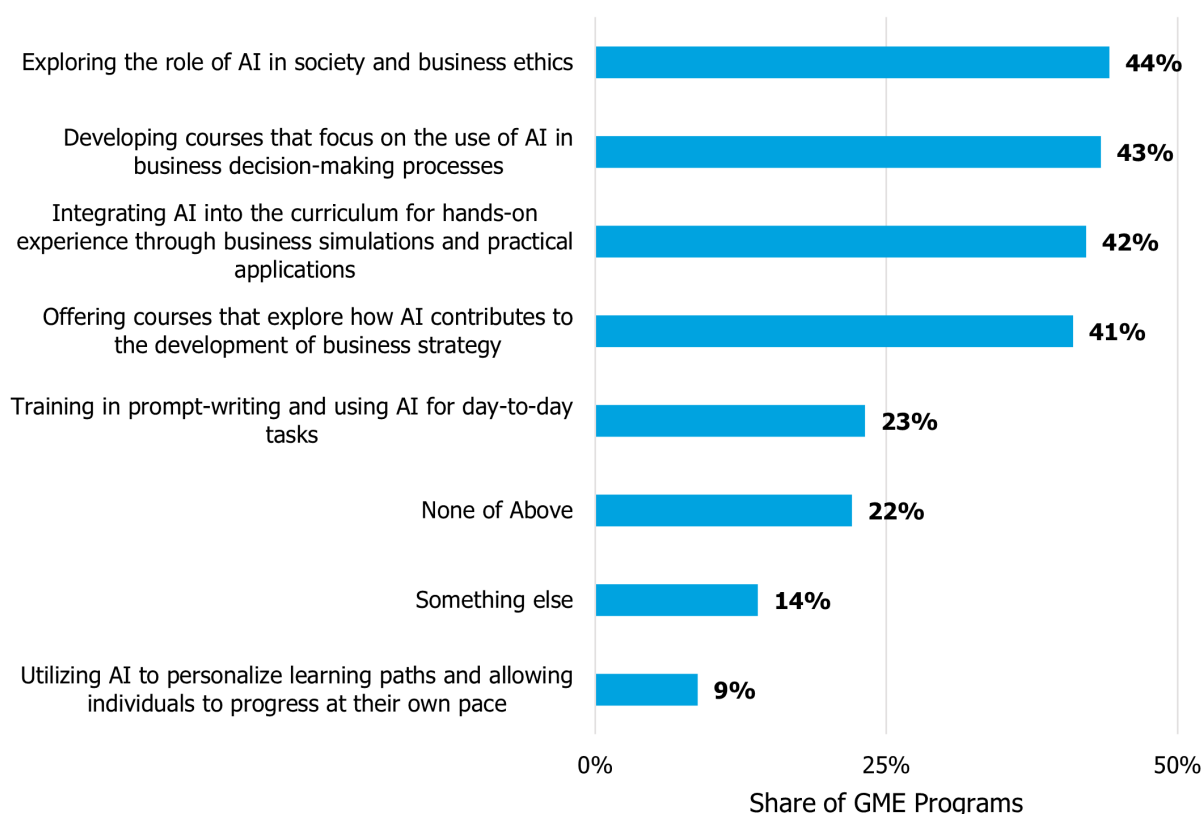 Exploring the role of AI in society and business ethics
44%
Developing courses that focus on the use of AI in
business decision-making processes
43%
Integrating AI into the curriculum for hands-on
experience through business simulations and practical
applications
42%
Offering courses that explore how AI contributes to
the development of business strategy
41%
Training in prompt-writing and using AI for day-to-day
tasks
23%
None of Above
22%
Something else
14%
Utilizing AI to personalize learning paths and allowing
individuals to progress at their own pace
9%
0% 25% 50%
Share of GME Programs